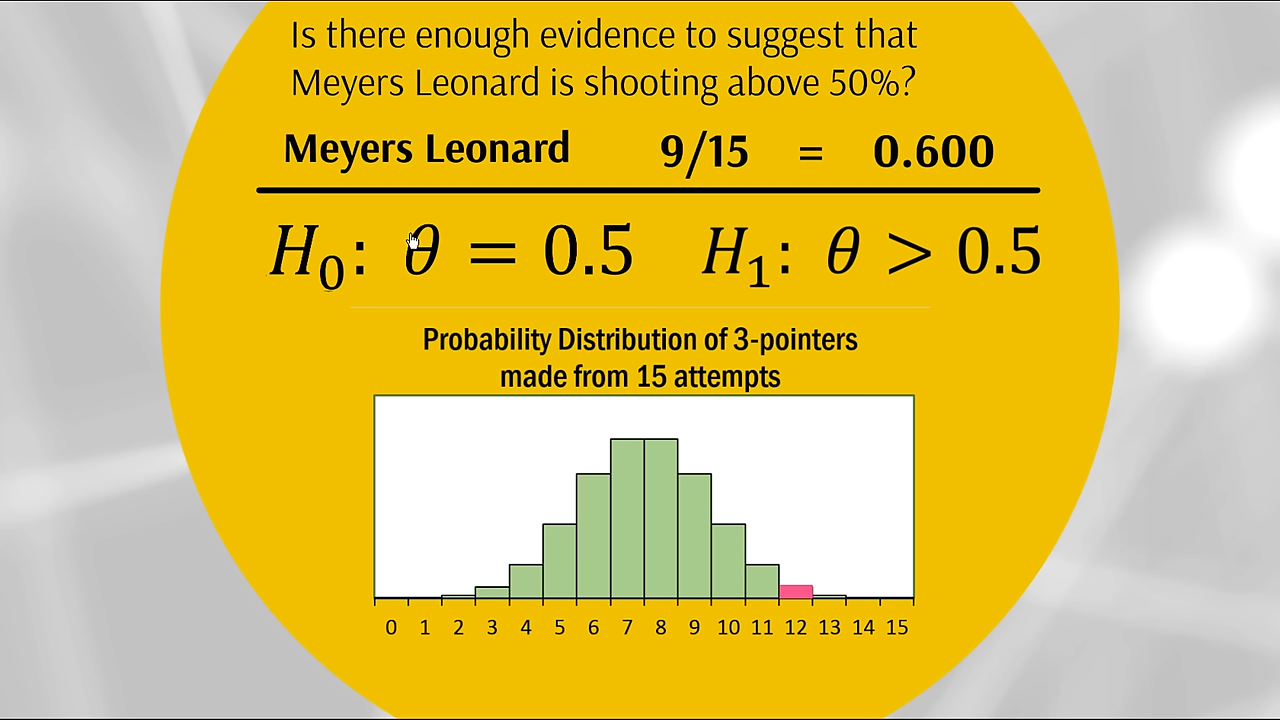 Is there enough evidence to suggest that
Meyers Leonard is shooting above 50%?
Meyers Leonard 9/15 = 0.600
H₀: θ = 0.5 H₁: θ > 0.5
Probability Distribution of 3-pointers
made from 15 attempts
0 1 2 3 4 5 6 7 8 9 10 11 12 13 14 15